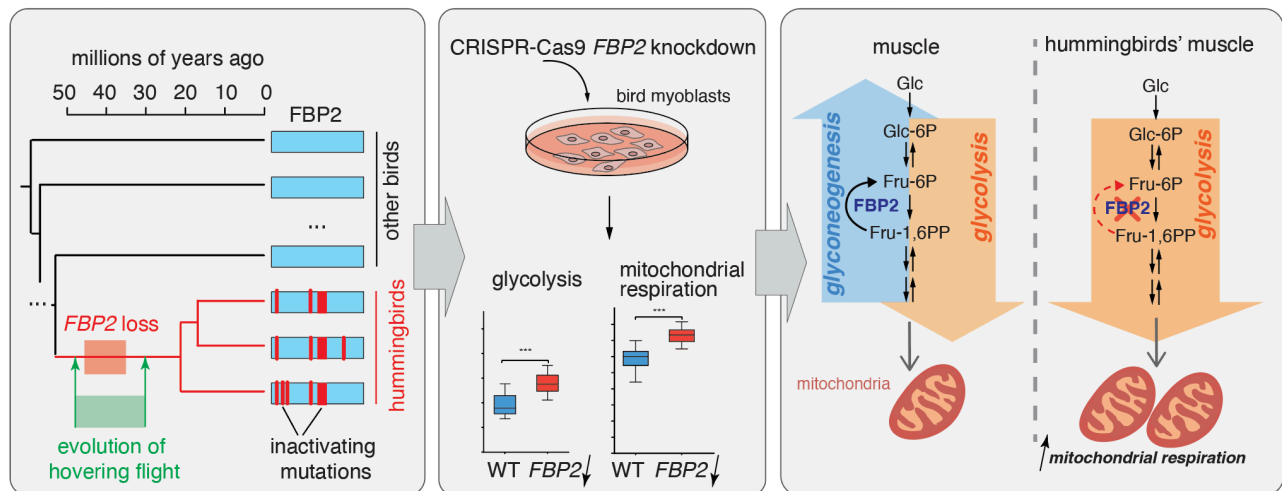 millions of years ago
50 40 30 20 10 0
FBP2
other birds
...
...
FBP2 loss
hummingbirds
evolution of
hovering flight
inactivating
mutations
CRISPR-Cas9 FBP2 knockdown
bird myoblasts
glycolysis
***
WT FBP2
mitochondrial
respiration
***
WT FBP2
muscle
Glc
Glc-6P
Fru-6P
FBP2
Fru-1,6PP
glyconeogenesis
glycolysis
mitochondria
hummingbirds' muscle
Glc
Glc-6P
Fru-6P
FBP2
Fru-1,6PP
glycolysis
mitochondrial respiration